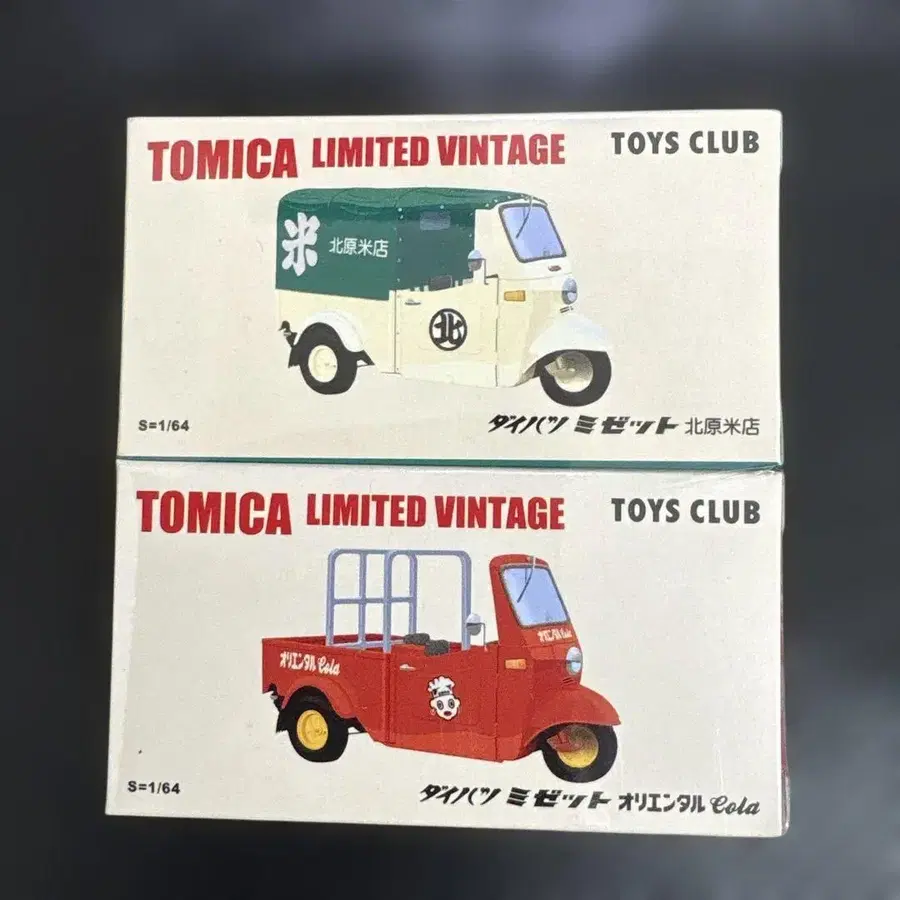 TOMICA LIMITED VINTAGE TOYS CLUB
米 北原米店
北
S=1/64 ダイハツ ミゼット 北原米店
TOMICA LIMITED VINTAGE TOYS CLUB
オリエンタル Cola
オリエンタル Cola
S=1/64 ダイハツ ミゼット オリエンタル Cola